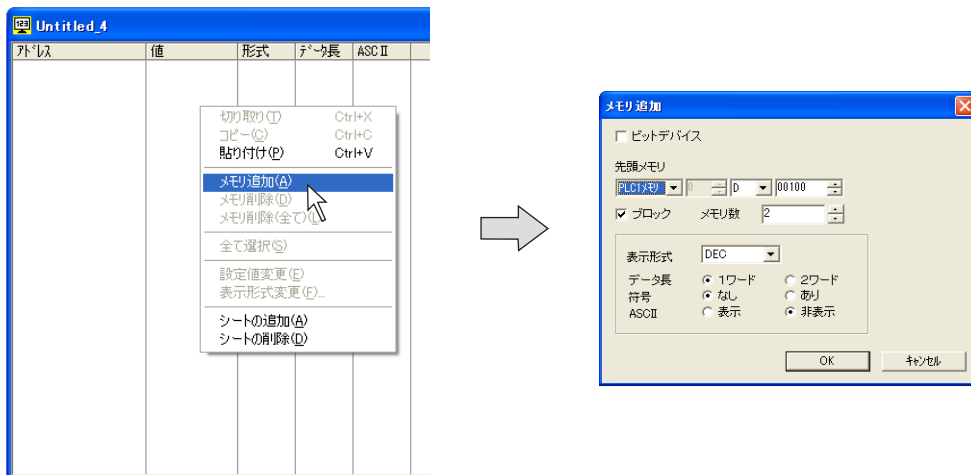 Untitled_4
アドレス 値 形式 データ長 ASCII
切り取り(T) Ctrl+X
コピー(C) Ctrl+C
貼り付け(P) Ctrl+V
メモリ追加(A)
メモリ削除(D)
メモリ削除(全て)(L
全て選択(S)
設定値変更(E)
表示形式変更(F)...
シートの追加(A)
シートの削除(D)
メモリ追加
ビットデバイス
先頭メモリ
PLC1メモリ 0 D 00100
ブロック メモリ数 2
表示形式 DEC
データ長 1ワード 2ワード
符号 なし あり
ASCII 表示 非表示
OK キャンセル